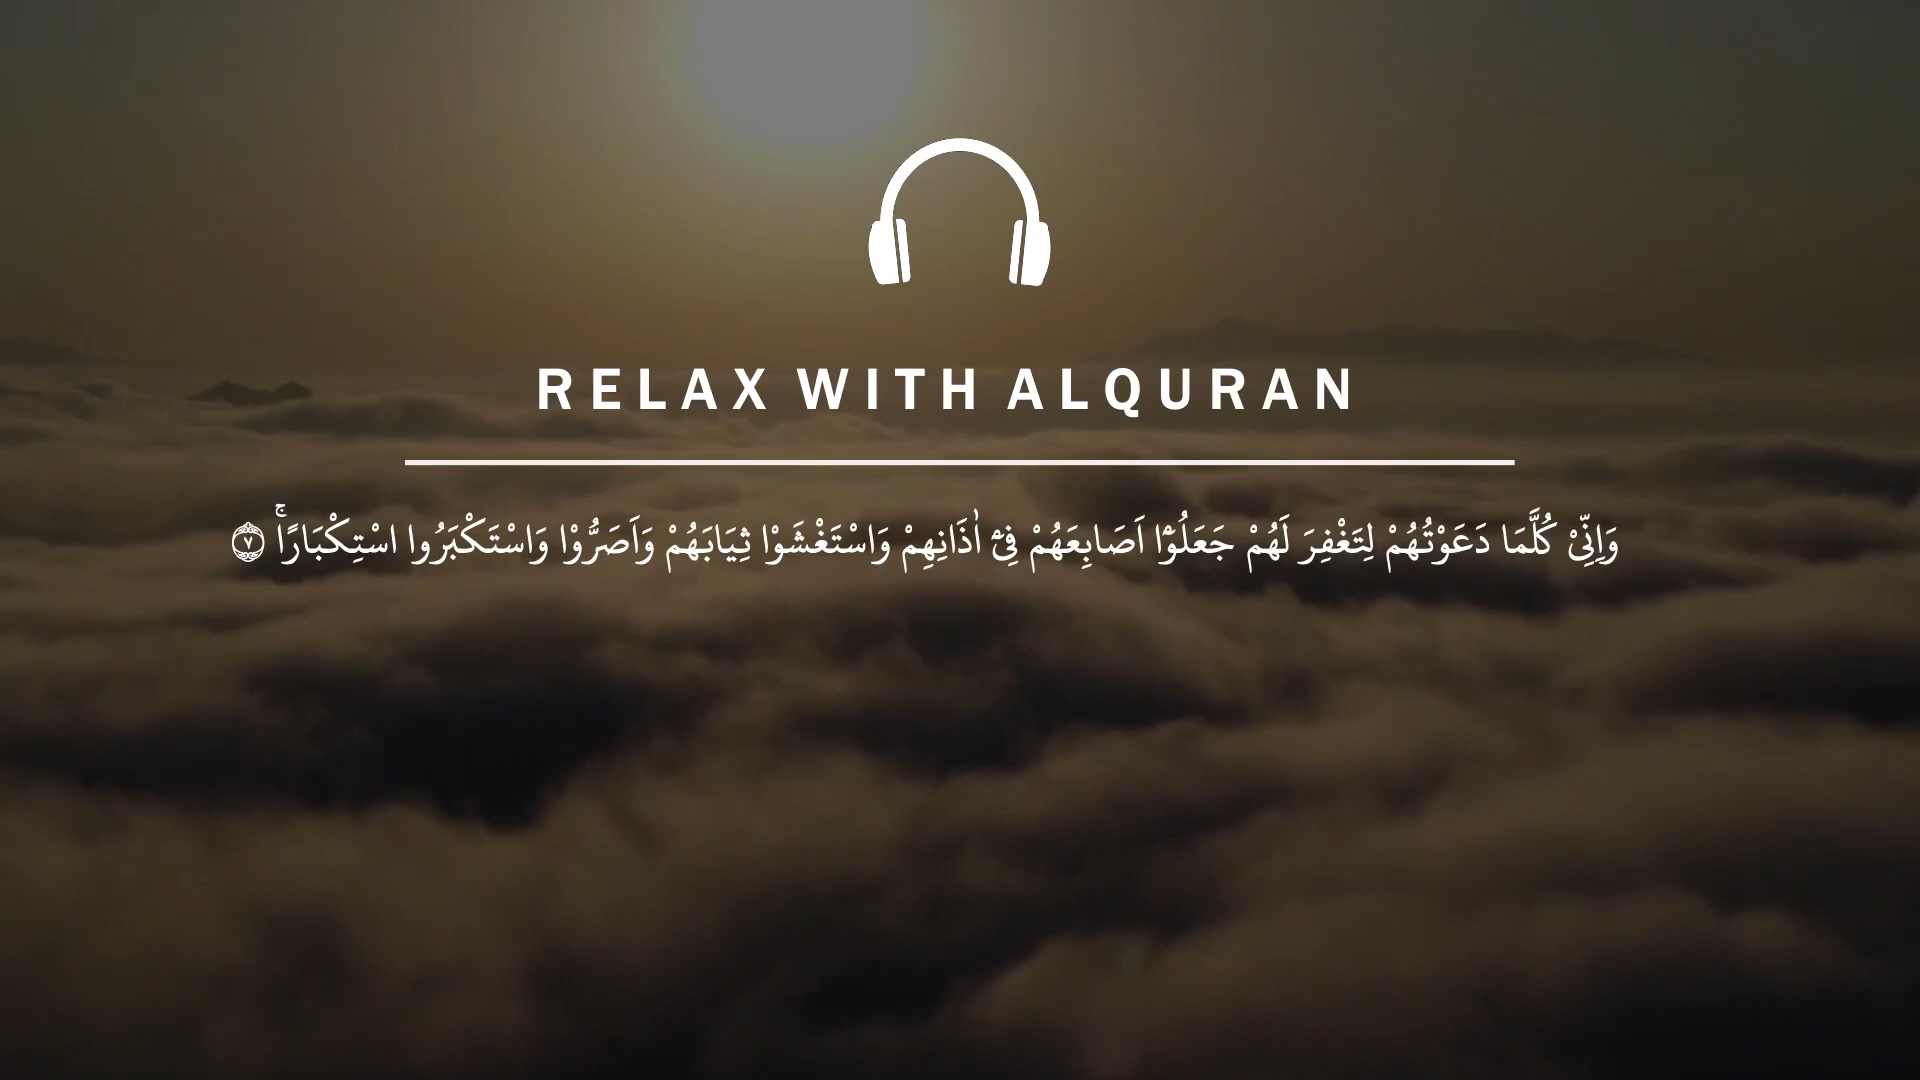 RELAX WITH ALQURAN
وَاِنِّيْ كُلَّمَا دَعَوْتُهُمْ لِتَغْفِرَ لَهُمْ جَعَلُوْٓا اَصَابِعَهُمْ فِيْٓ اٰذَانِهِمْ وَاسْتَغْشَوْا ثِيَابَهُمْ وَاَصَرُّوْا وَاسْتَكْبَرُوا اسْتِكْبَارًاۚ ٧